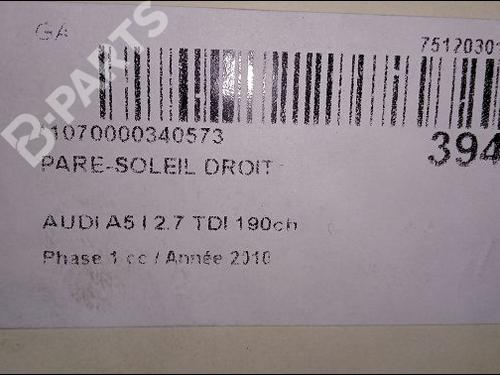 GA
75120301
B-PARTS
1070000340573
394
PARE-SOLEIL DROIT
AUDI A5 I 2.7 TDI 190ch
Phase 1 cc / Année 2010